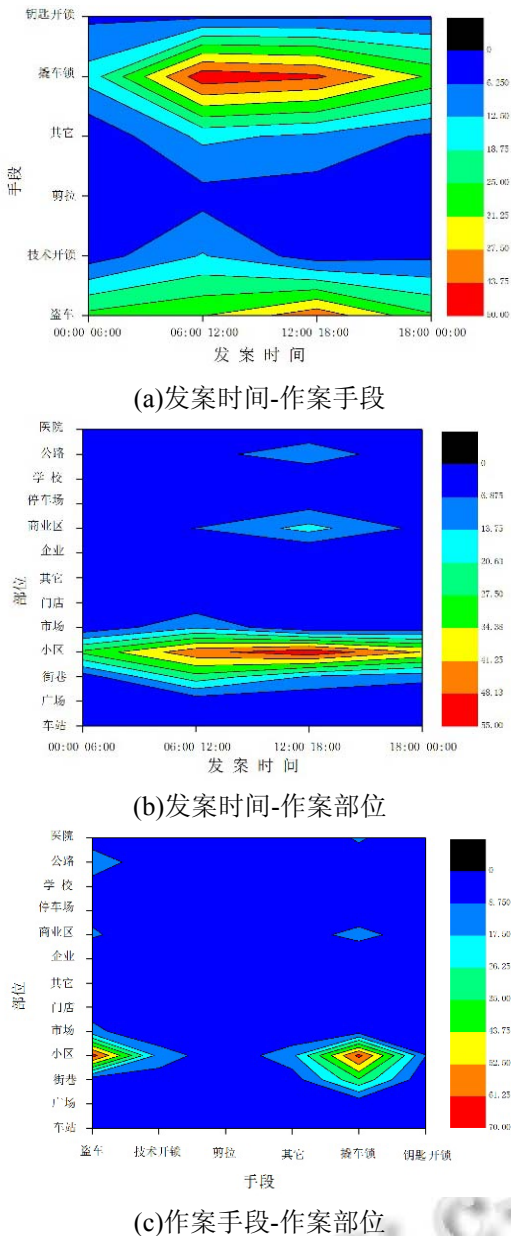 钥匙开锁
撬车锁
其它
剪拉
技术开锁
盗车
手段
00:00 06:00
06:00 12:00
12:00 18:00
18:00 00:00
发 案 时 间
0
6.250
12.50
18.75
25.00
31.25
37.50
43.75
50.00
(a)发案时间-作案手段
医院
公路
学 校
停车场
商业区
企业
其它
门店
市场
小区
街巷
广场
车站
部位
00:00 06:00
06:00 12:00
12:00 18:00
18:00 00:00
发 案 时 间
0
6.875
13.75
20.63
27.50
34.38
41.25
48.13
55.00
(b)发案时间-作案部位
医院
公路
学 校
停车场
商业区
企业
其它
门店
市场
小区
街巷
广场
车站
部位
盗车
技术开锁
剪拉
其它
撬车锁
钥匙开锁
手段
0
8.750
17.50
26.25
35.00
43.75
52.50
61.25
70.00
(c)作案手段-作案部位